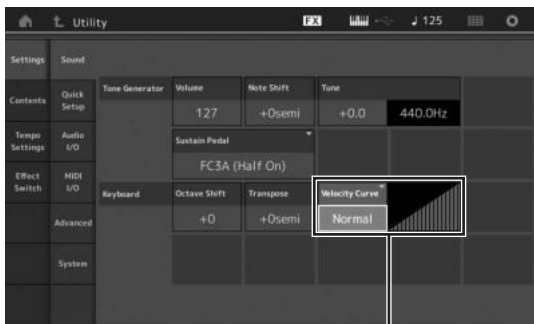 Utility FX ♩ 125
Settings Sound
Tone Generator Volume Note Shift Tune
127 +0semi +0.0 440.0Hz
Contents Quick Setup
Sustain Pedal
FC3A (Half On)
Tempo Settings Audio I/O
Effect Switch MIDI I/O
Keyboard Octave Shift Transpose Velocity Curve
+0 +0semi Normal
Advanced
System